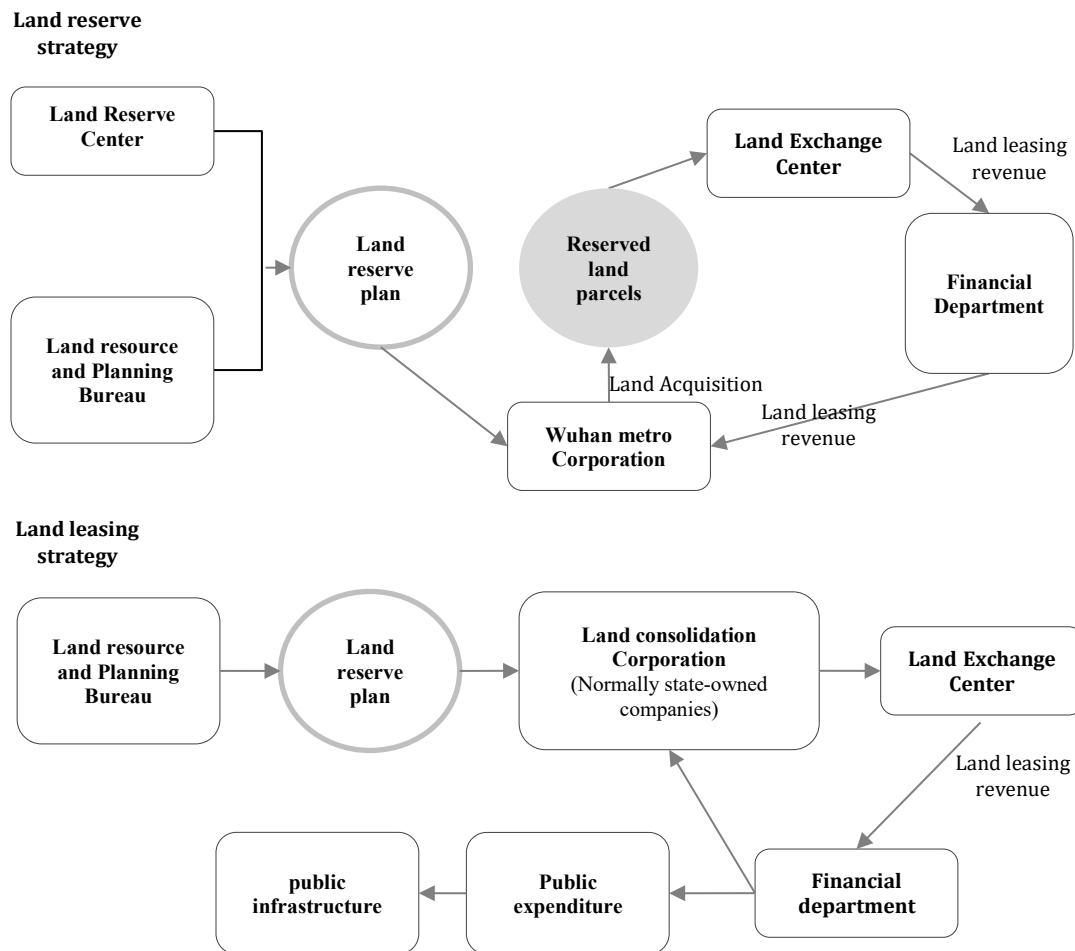 Land reserve
strategy
Land Reserve
Center
Land resource
and Planning
Bureau
Land
reserve
plan
Reserved
land
parcels
Land Exchange
Center
Land leasing
revenue
Financial
Department
Land Acquisition
Land leasing
revenue
Wuhan metro
Corporation
Land leasing
strategy
Land resource
and Planning
Bureau
Land
reserve
plan
Land consolidation
Corporation
(Normally state-owned
companies)
Land Exchange
Center
Land leasing
revenue
public
infrastructure
Public
expenditure
Financial
department